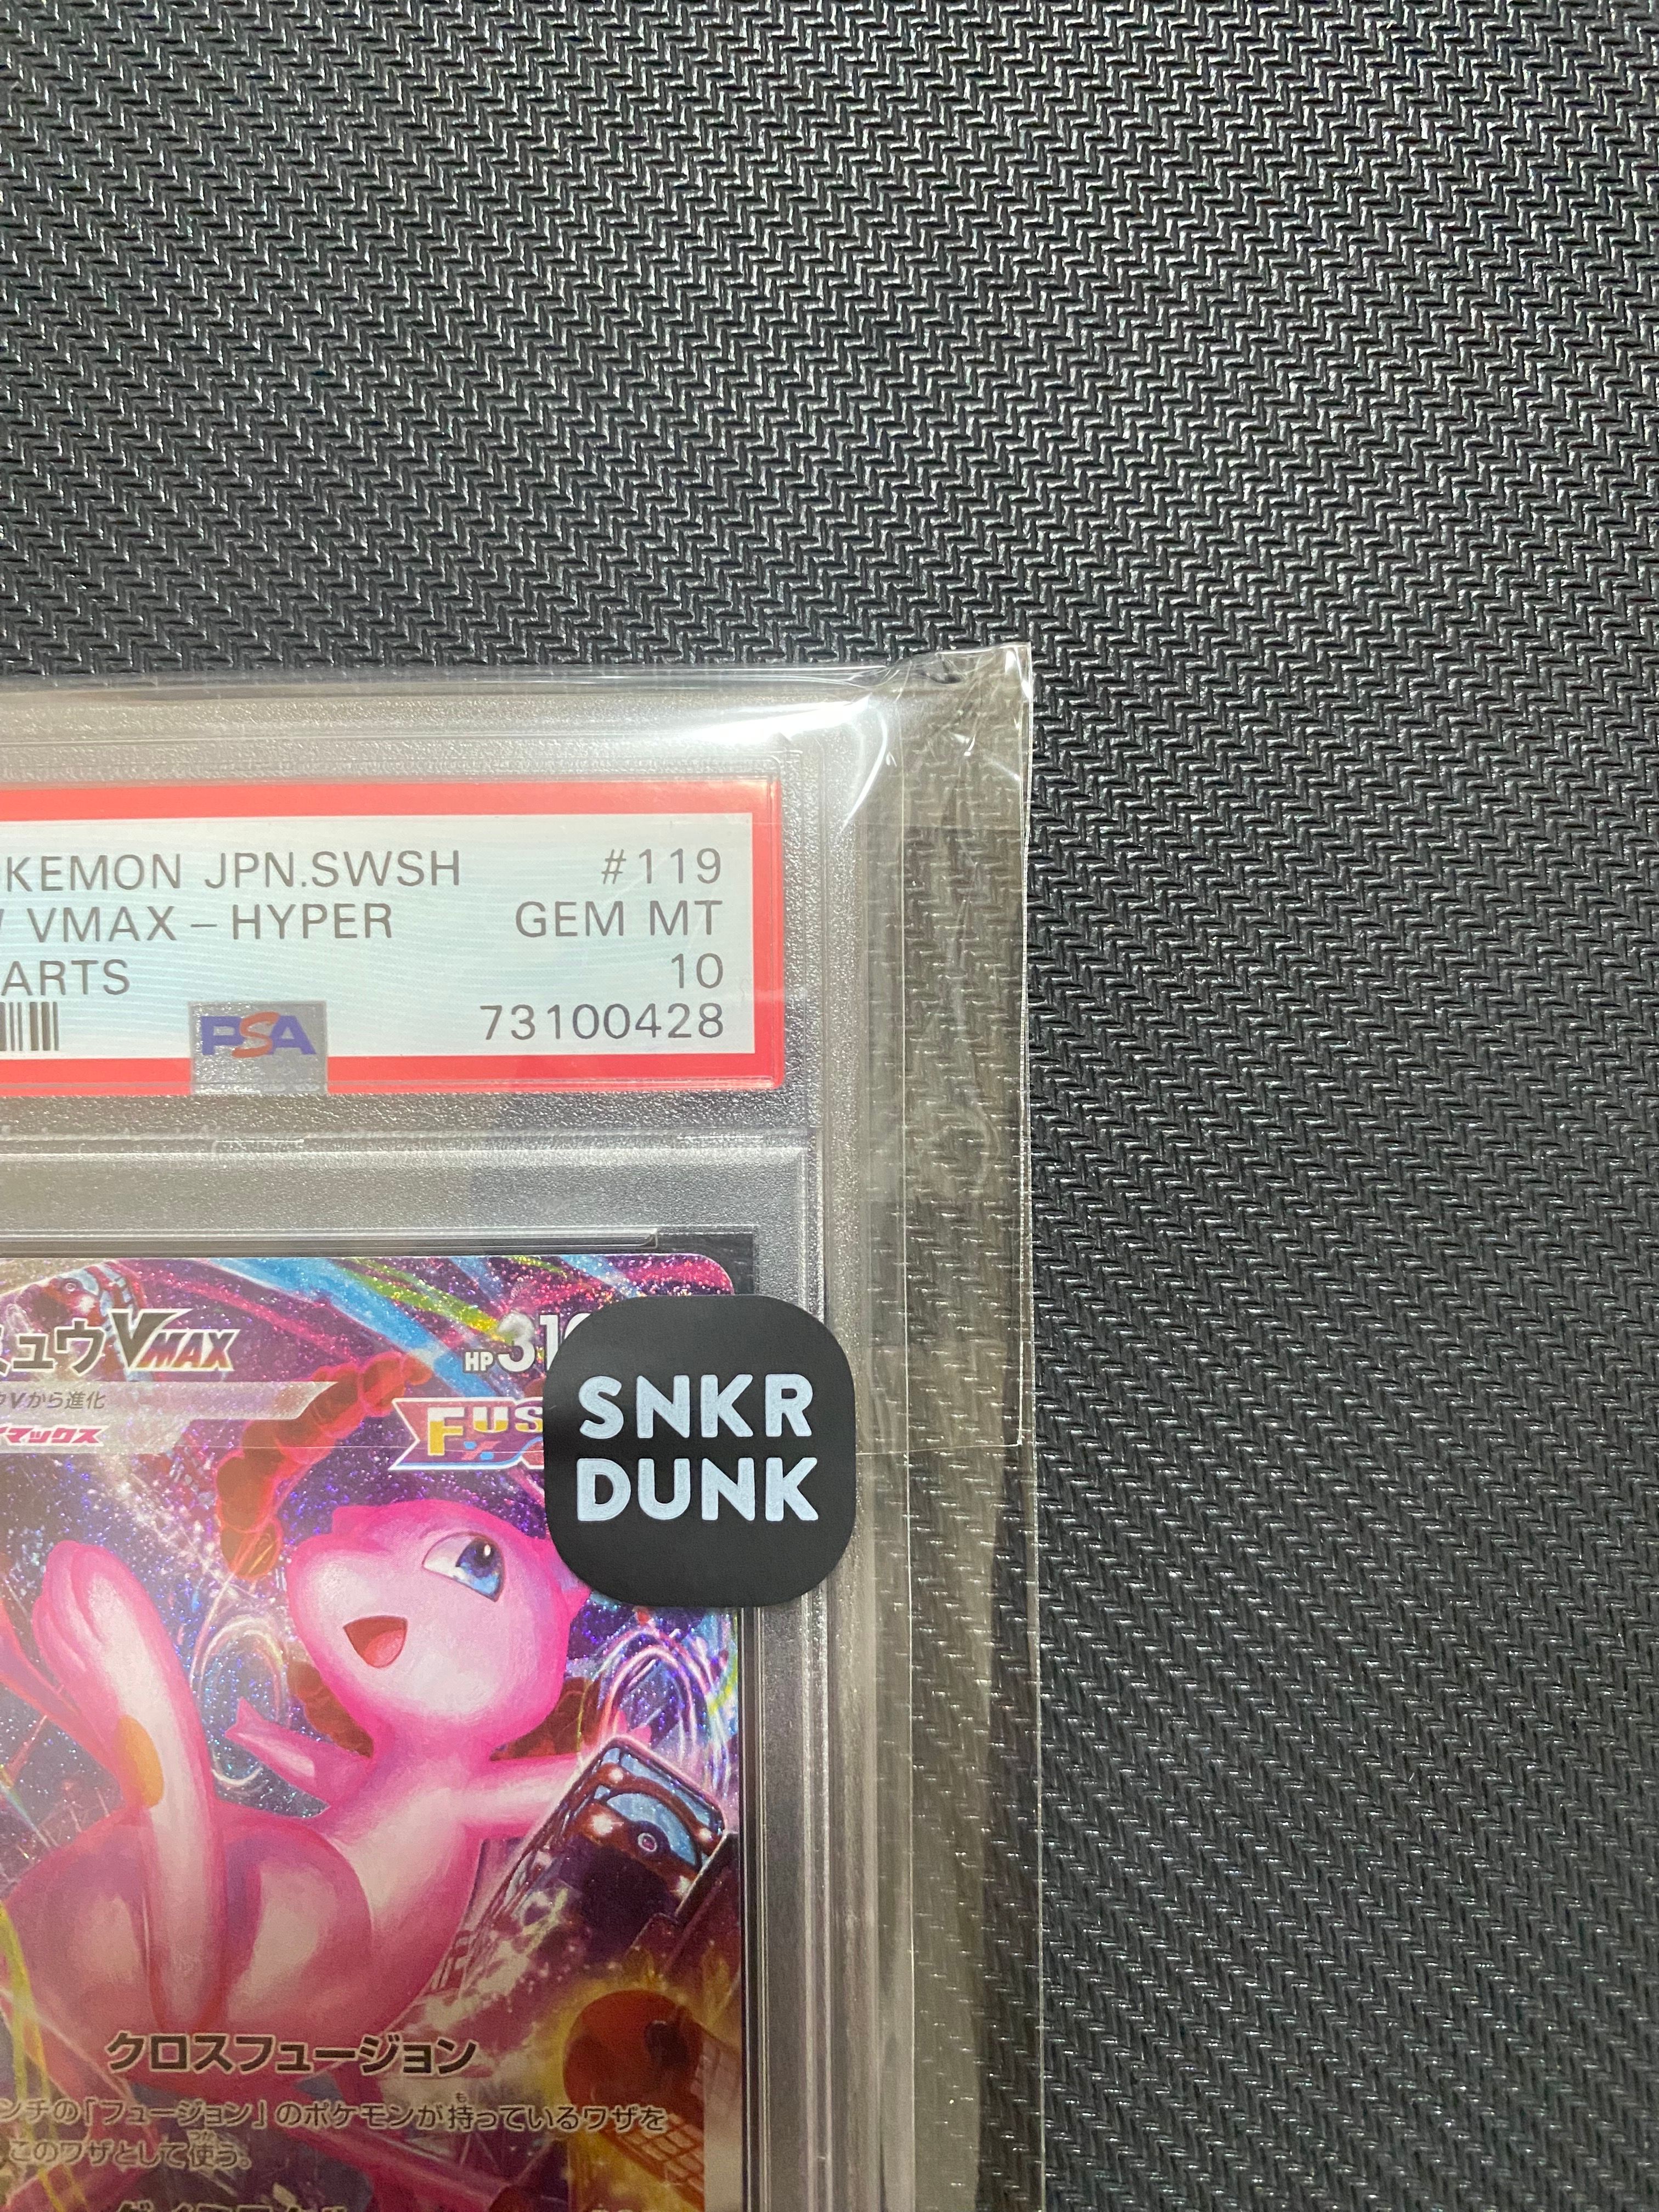 KEMON JPN.SWSH #119
VMAX-HYPER GEM MT
ARTS 10
PSA 73100428
ミュウVMAX HP 31
Vから進化
マックス
FUS
SNKR
DUNK
クロスフュージョン
ンチの「フュージョン」のポケモンが持っているワザを
このワザとして使う。